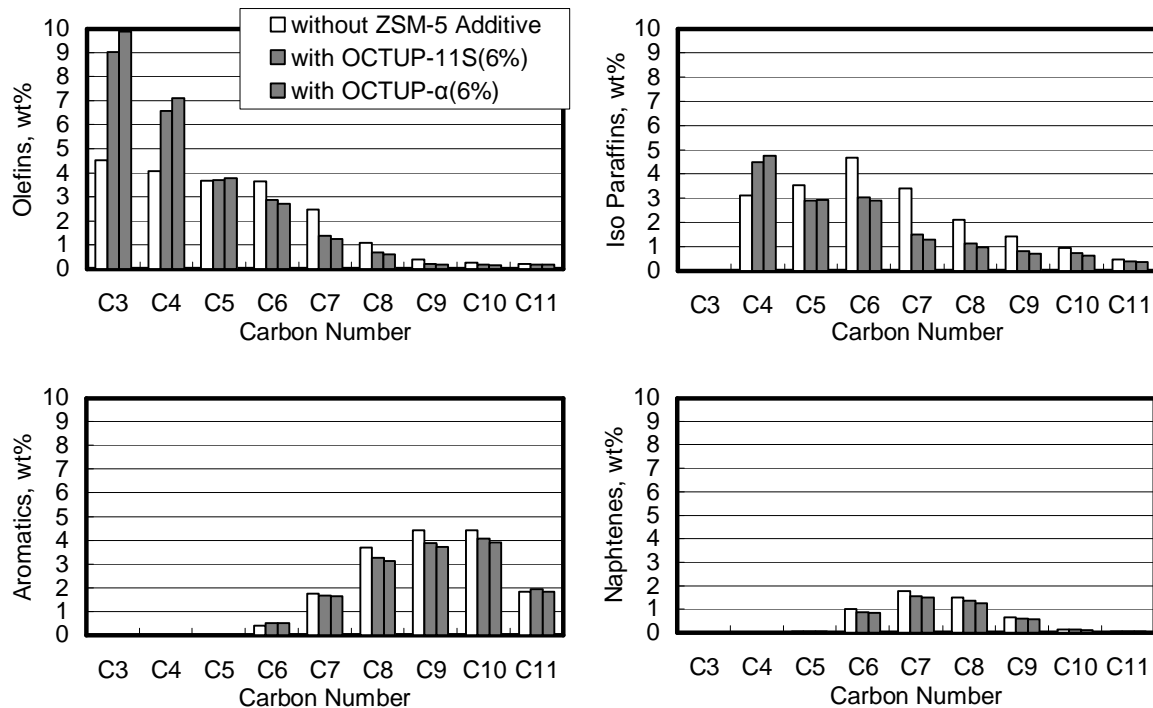 without ZSM-5 Additive
with OCTUP-11S(6%)
with OCTUP-α(6%)
Olefins, wt%
10
9
8
7
6
5
4
3
2
1
0
C3 C4 C5 C6 C7 C8 C9 C10 C11
Carbon Number
Iso Paraffins, wt%
10
9
8
7
6
5
4
3
2
1
0
C3 C4 C5 C6 C7 C8 C9 C10 C11
Carbon Number
Aromatics, wt%
10
9
8
7
6
5
4
3
2
1
0
C3 C4 C5 C6 C7 C8 C9 C10 C11
Carbon Number
Naphtenes, wt%
10
9
8
7
6
5
4
3
2
1
0
C3 C4 C5 C6 C7 C8 C9 C10 C11
Carbon Number